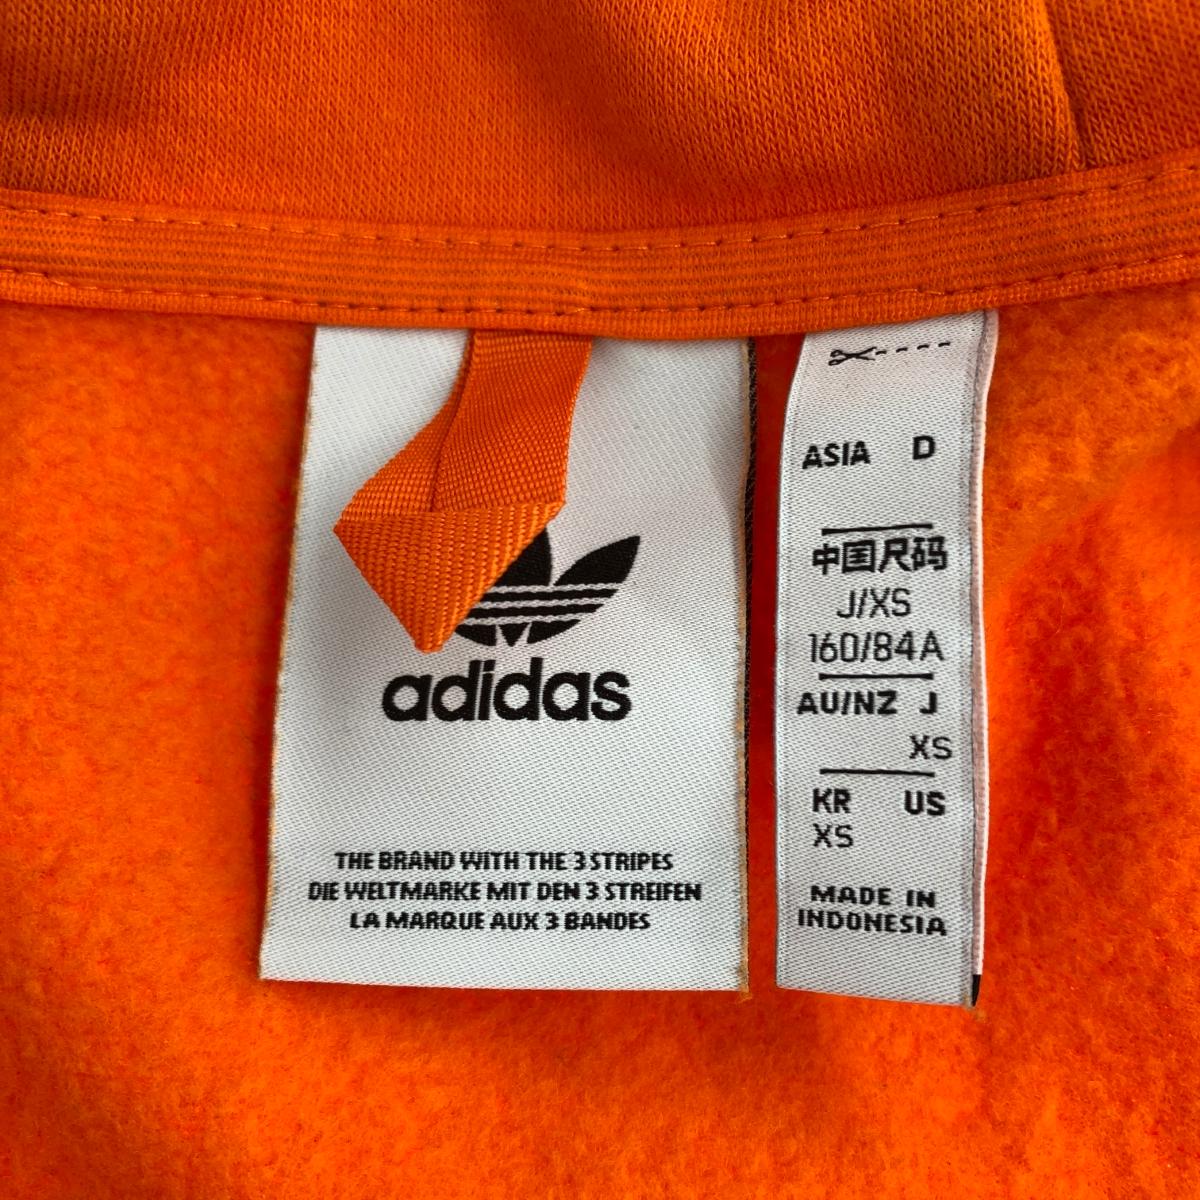 adidas
THE BRAND WITH THE 3 STRIPES
DIE WELTMARKE MIT DEN 3 STREIFEN
LA MARQUE AUX 3 BANDES
ASIA D
中国尺码
J/XS
160/84A
AU/NZ J
XS
KR US
XS
MADE IN
INDONESIA